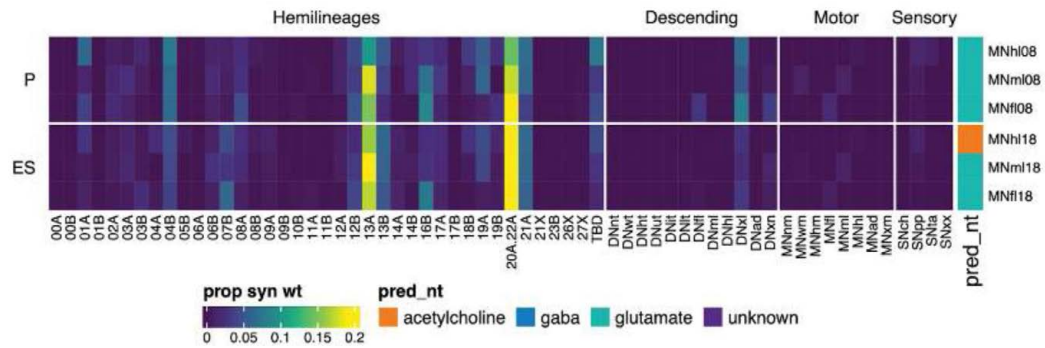 Hemilineages Descending Motor Sensory
P
ES
MNhl08
MNml08
MNfl08
MNhl18
MNml18
MNfl18
00A 00B 01A 01B 02A 03A 03B 04A 04B 05B 06A 06B 07B 08A 08B 09A 09B 10B 11A 11B 12A 12B 13A 13B 14A 14B 16B 17A 17B 18B 19A 19B 20A.22A 21A 21X 23B 26X 27X TBD DNnt DNwt DNht DNut DNit DNlt DNfl DNml DNhl DNxl DNad DNxn MNnm MNwm MNhm MNfl MNml MNhl MNad MNxm SNch SNpp SNta SNxx pred_nt
prop syn wt pred_nt
acetylcholine gaba glutamate unknown
0 0.05 0.1 0.15 0.2